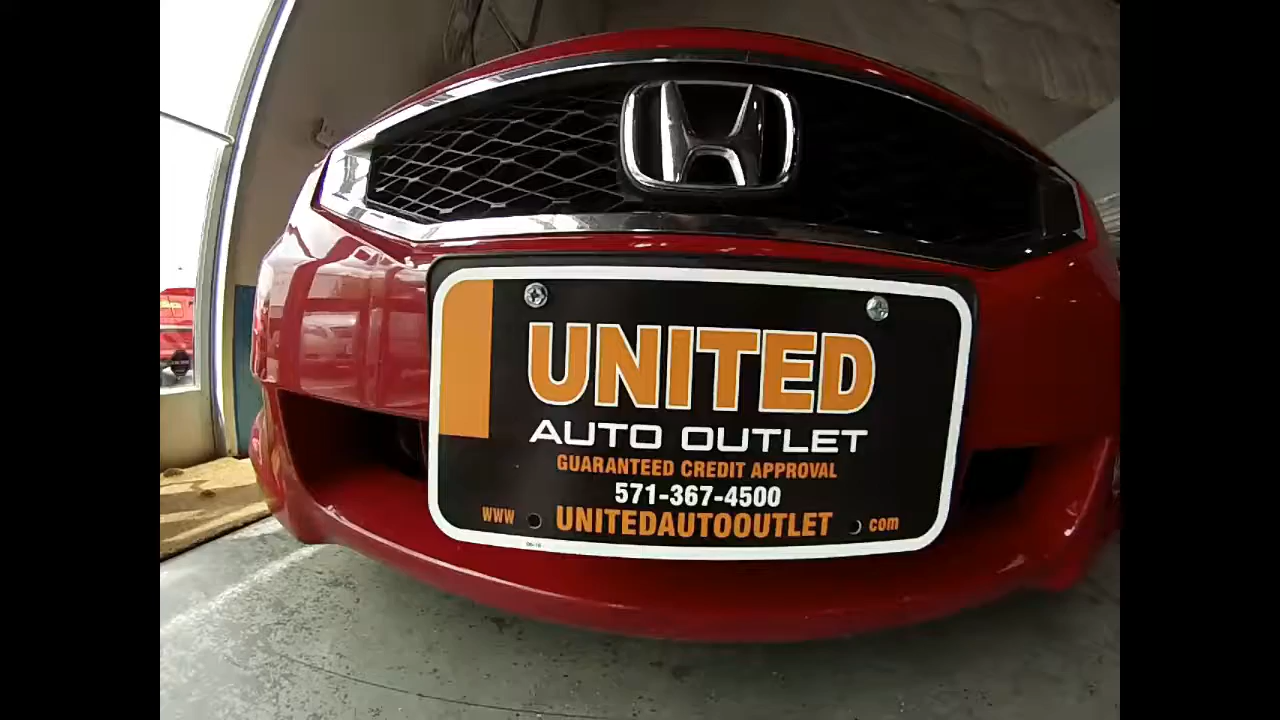 UNITED
AUTO OUTLET
GUARANTEED CREDIT APPROVAL
571-367-4500
www UNITEDAUTOOUTLET com